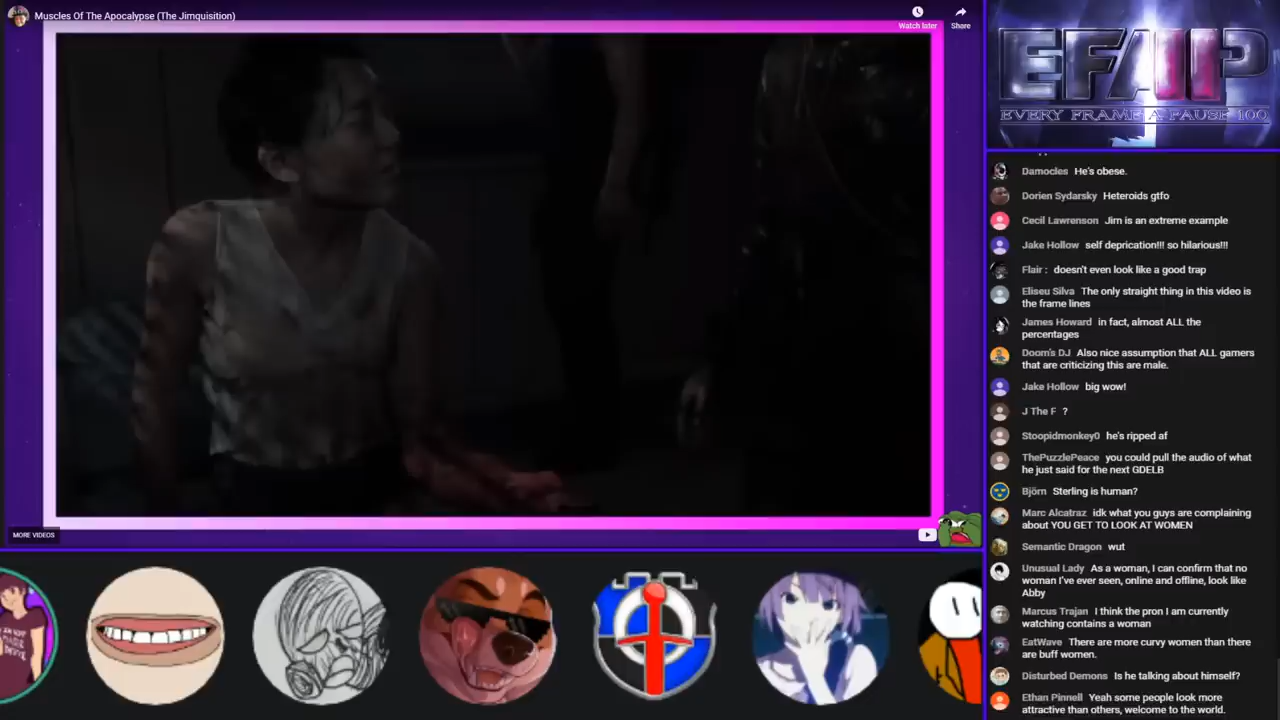 Muscles Of The Apocalypse (The Jimquisition)
Watch later
Share
MORE VIDEOS
EFAP
EVERY FRAME A PAUSE 100
Damocles He's obese.
Dorien Sydarsky Heteroids gtfo
Cecil Lawrenson Jim is an extreme example
Jake Hollow self deprication!!! so hilarious!!!
Flair : doesn't even look like a good trap
Eliseu Silva The only straight thing in this video is
the frame lines
James Howard in fact, almost ALL the
percentages
Doom's DJ Also nice assumption that ALL gamers
that are criticizing this are male.
Jake Hollow big wow!
J The F ?
Stoopidmonkey0 he's ripped af
ThePuzzlePeace you could pull the audio of what
he just said for the next GDELB
Björn Sterling is human?
Marc Alcatraz idk what you guys are complaining
about YOU GET TO LOOK AT WOMEN
Semantic Dragon wut
Unusual Lady As a woman, I can confirm that no
woman I've ever seen, online and offline, look like
Abby
Marcus Trajan I think the pron I am currently
watching contains a woman
EatWave There are more curvy women than there
are buff women.
Disturbed Demons Is he talking about himself?
Ethan Pinnell Yeah some people look more
attractive than others, welcome to the world.